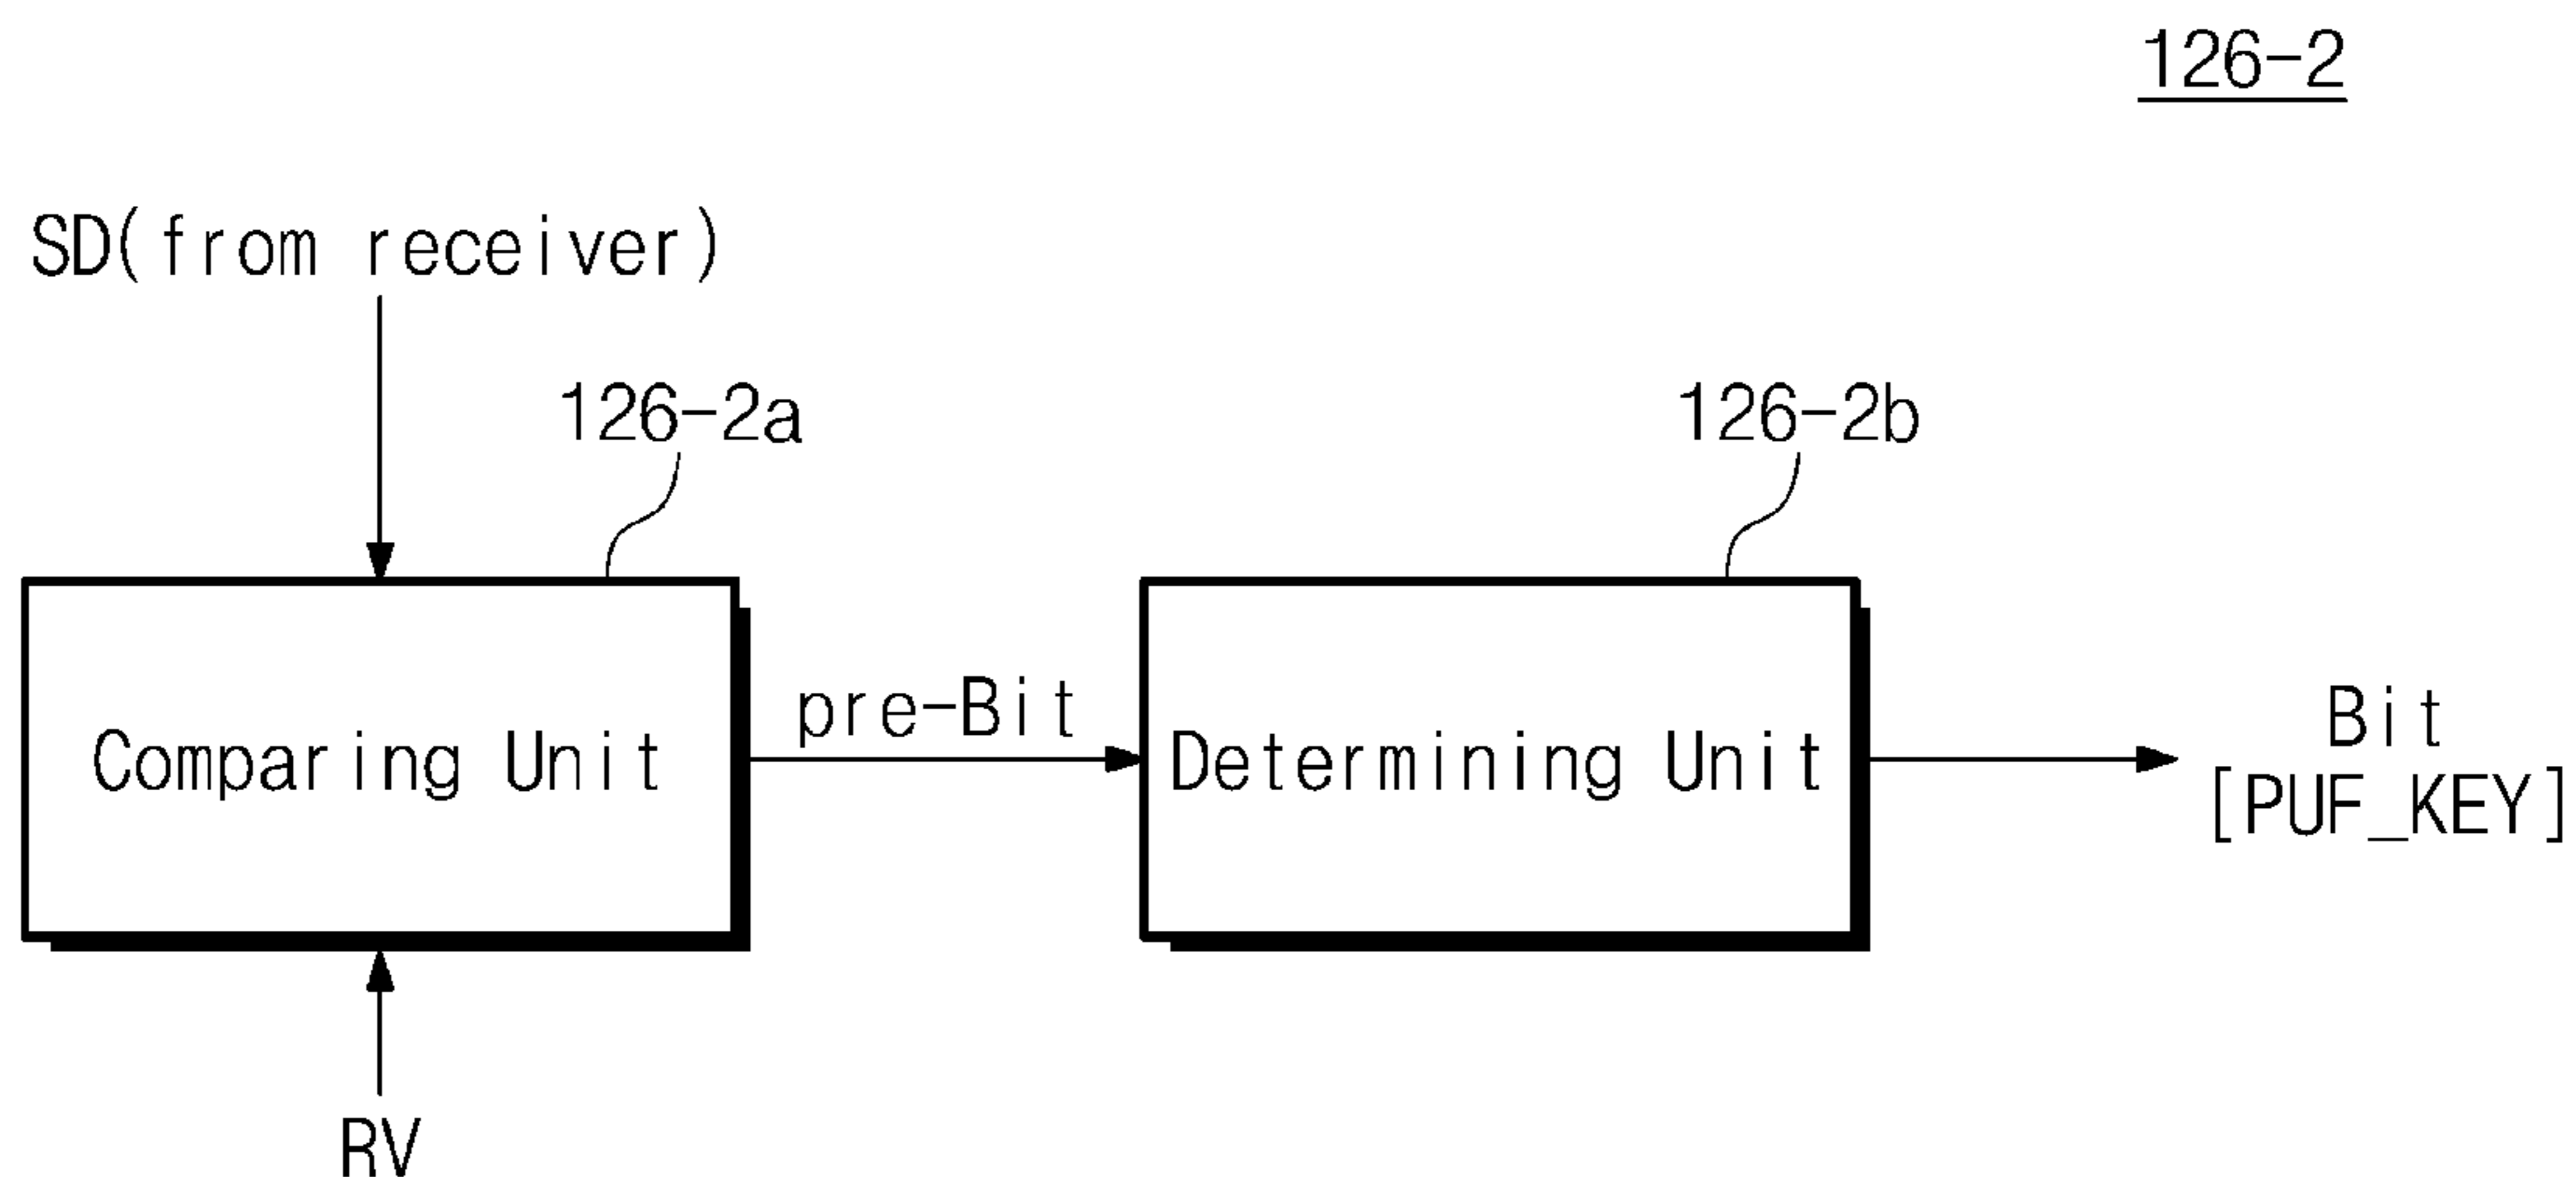 126-2
SD(from receiver)
126-2a
126-2b
Comparing Unit
pre-Bit
Determining Unit
Bit
[PUF_KEY]
RV